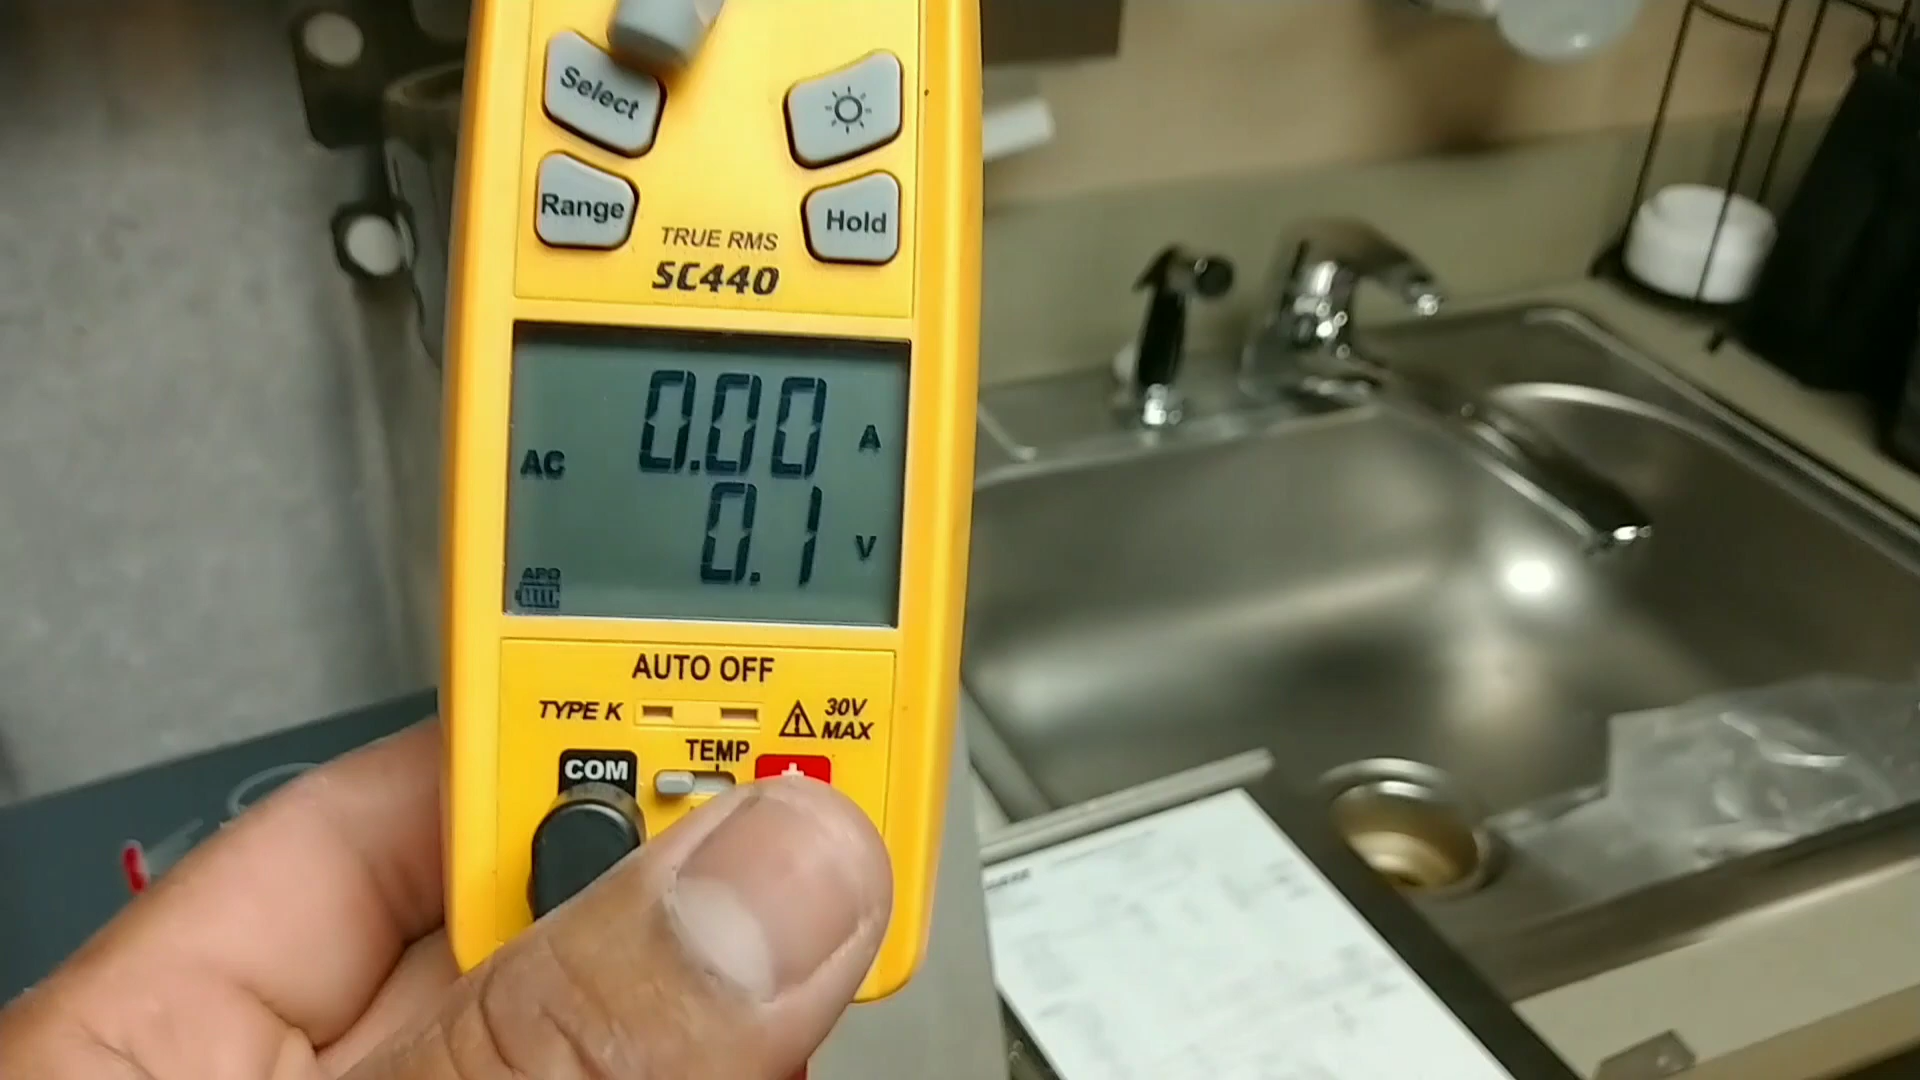 Select
Range
Hold
TRUE RMS
SC440
0.00 A
AC
0.1 V
APO
AUTO OFF
TYPE K
30V
MAX
TEMP
COM
+